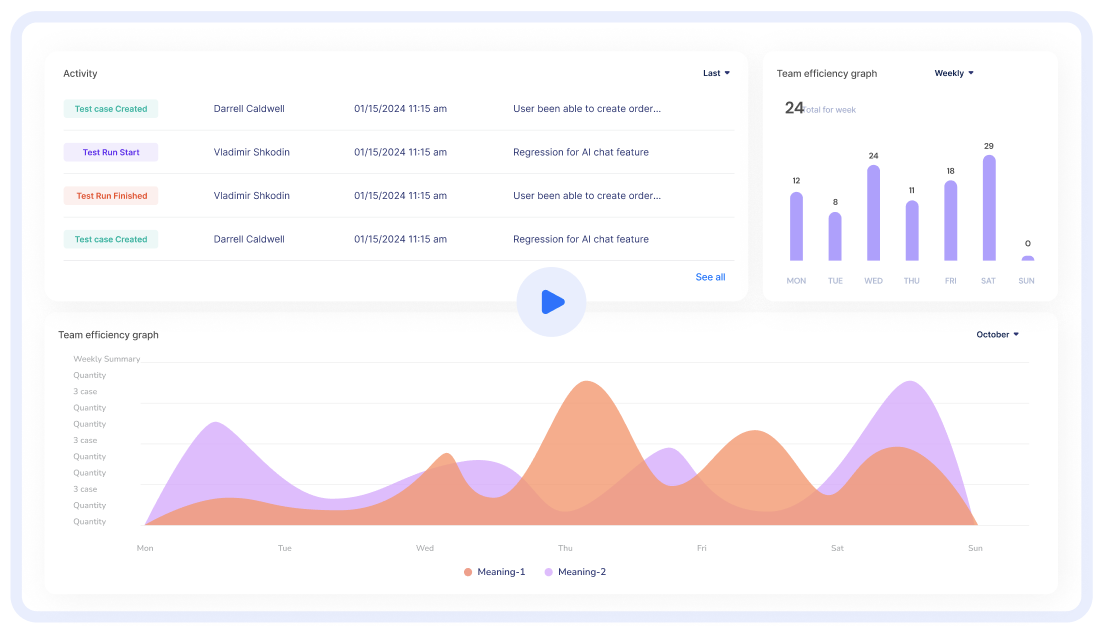 Activity
Last
Test case Created Darrell Caldwell 01/15/2024 11:15 am User been able to create order...
Test Run Start Vladimir Shkodin 01/15/2024 11:15 am Regression for AI chat feature
Test Run Finished Vladimir Shkodin 01/15/2024 11:15 am User been able to create order...
Test case Created Darrell Caldwell 01/15/2024 11:15 am Regression for AI chat feature
See all
Team efficiency graph
Weekly
24 Total for week
12
8
24
11
18
29
0
MON TUE WED THU FRI SAT SUN
Team efficiency graph
October
Weekly Summary
Quantity
3 case
Quantity
Quantity
3 case
Quantity
Quantity
3 case
Quantity
Quantity
Mon Tue Wed Thu Fri Sat Sun
Meaning-1 Meaning-2